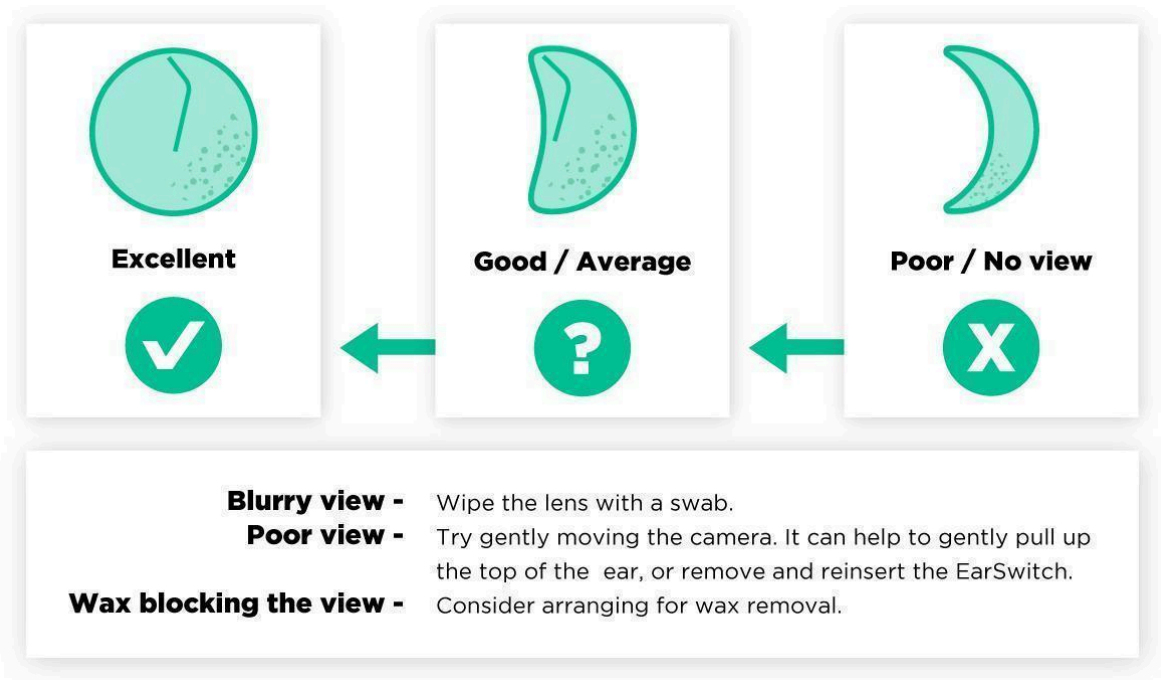 Excellent
Good / Average
Poor / No view
?
X
Blurry view - Wipe the lens with a swab.
Poor view - Try gently moving the camera. It can help to gently pull up
the top of the ear, or remove and reinsert the EarSwitch.
Wax blocking the view - Consider arranging for wax removal.